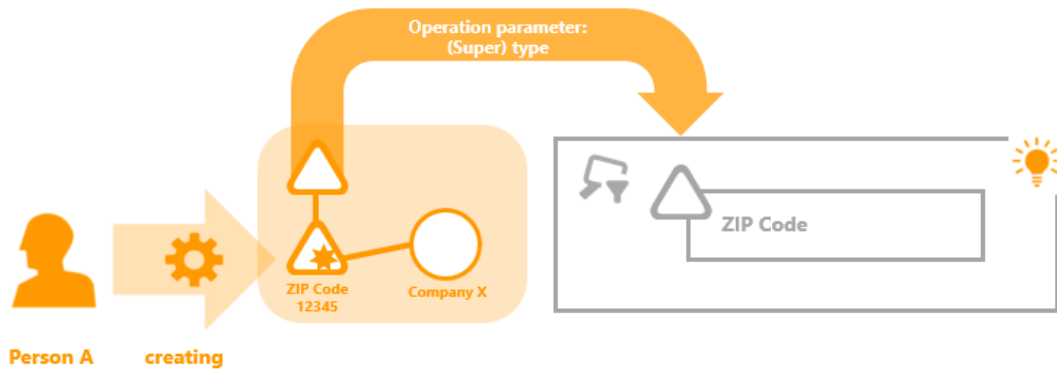 Operation parameter:
(Super) type
ZIP Code
ZIP Code
12345
Company X
Person A
creating